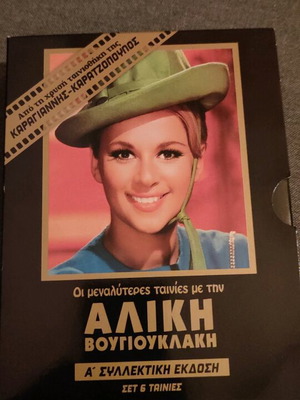 Από τη χρυσή ταινιοθήκη της
ΚΑΡΑΓΙΑΝΝΗΣ-ΚΑΡΑΤΖΟΠΟΥΛΟΣ
Οι μεγαλύτερες ταινίες με την
ΑΛΙΚΗ
ΒΟΥΓΙΟΥΚΛΑΚΗ
Α΄ ΣΥΛΛΕΚΤΙΚΗ ΕΚΔΟΣΗ
ΣΕΤ 6 ΤΑΙΝΙΕΣ